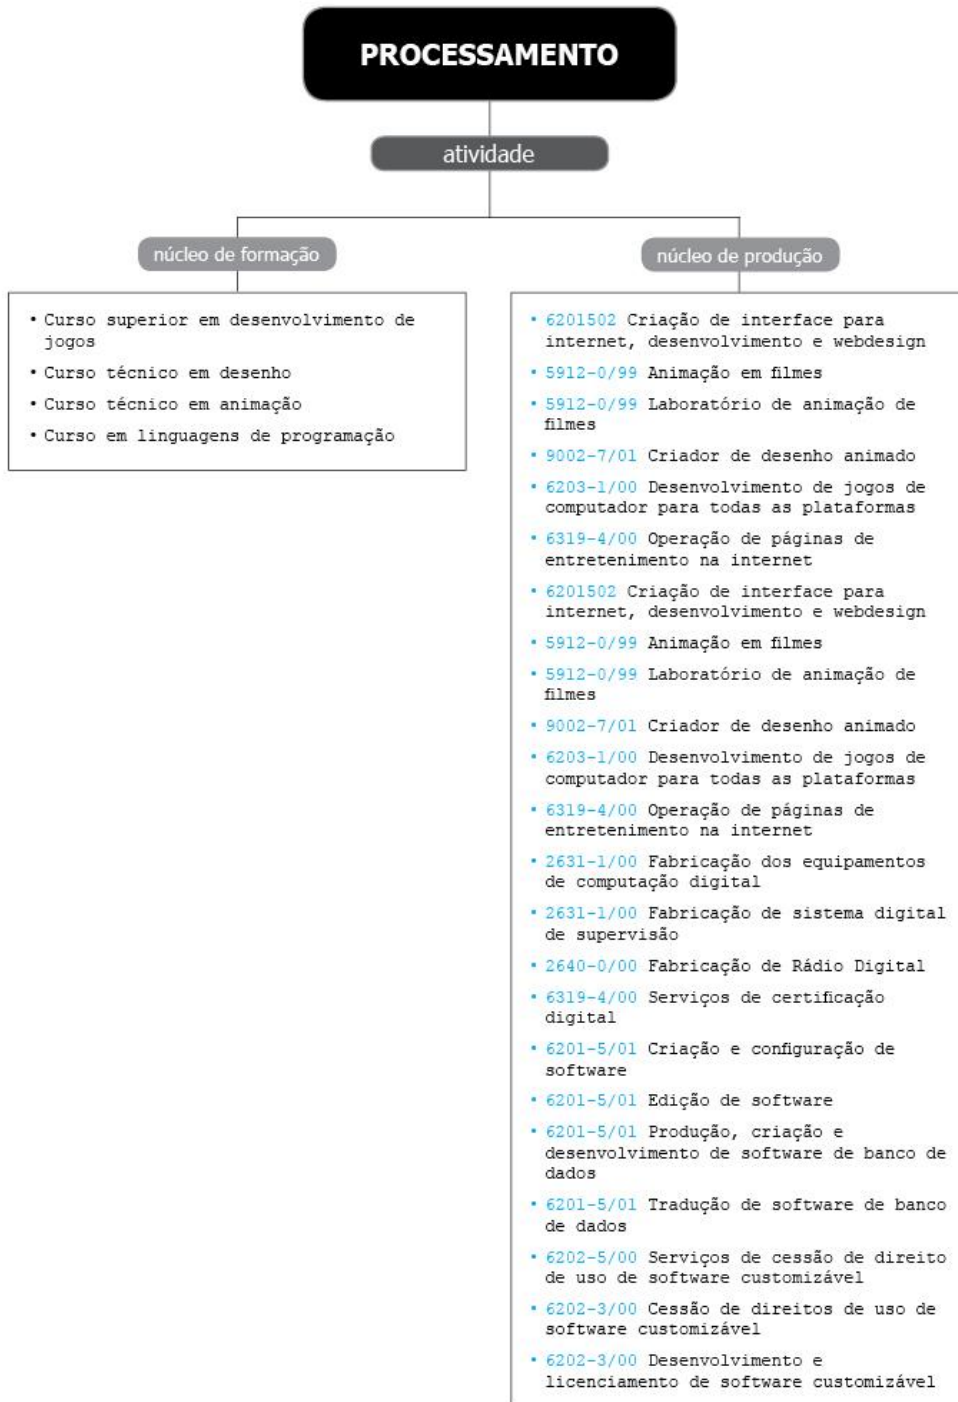 PROCESSAMENTO
atividade
núcleo de formação
• Curso superior em desenvolvimento de
jogos
• Curso técnico em desenho
• Curso técnico em animação
• Curso em linguagens de programação
núcleo de produção
• 6201502 Criação de interface para
internet, desenvolvimento e webdesign
• 5912-0/99 Animação em filmes
• 5912-0/99 Laboratório de animação de
filmes
• 9002-7/01 Criador de desenho animado
• 6203-1/00 Desenvolvimento de jogos de
computador para todas as plataformas
• 6319-4/00 Operação de páginas de
entretenimento na internet
• 6201502 Criação de interface para
internet, desenvolvimento e webdesign
• 5912-0/99 Animação em filmes
• 5912-0/99 Laboratório de animação de
filmes
• 9002-7/01 Criador de desenho animado
• 6203-1/00 Desenvolvimento de jogos de
computador para todas as plataformas
• 6319-4/00 Operação de páginas de
entretenimento na internet
• 2631-1/00 Fabricação dos equipamentos
de computação digital
• 2631-1/00 Fabricação de sistema digital
de supervisão
• 2640-0/00 Fabricação de Rádio Digital
• 6319-4/00 Serviços de certificação
digital
• 6201-5/01 Criação e configuração de
software
• 6201-5/01 Edição de software
• 6201-5/01 Produção, criação e
desenvolvimento de software de banco de
dados
• 6201-5/01 Tradução de software de banco
de dados
• 6202-5/00 Serviços de cessão de direito
de uso de software customizável
• 6202-3/00 Cessão de direitos de uso de
software customizável
• 6202-3/00 Desenvolvimento e
licenciamento de software customizável